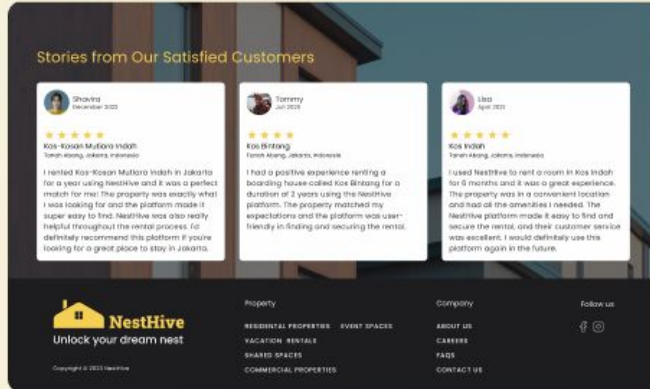 Stories from Our Satisfied Customers
Shavira
December 2022
Kos-Kosan Mutiara Indah
Tanah Abang, Jakarta, Indonesia
I rented Kos-Kosan Mutiara Indah in Jakarta
for a year using NestHive and it was a perfect
match for me! The property was exactly what
I was looking for and the platform made it
super easy to find. NestHive was also really
helpful throughout the rental process. I'd
definitely recommend this platform if you're
looking for a great place to stay in Jakarta.
Tommy
Kos Bintang
Tanah Abang, Jakarta, Indonesia
I had a positive experience renting a
boarding house called Kos Bintang for a
duration of 2 years using the NestHive
platform. The property matched my
expectations and the platform was user-
friendly in finding and securing the rental.
Lisa
April 2021
Kos Indah
Tanah Abang, Jakarta, Indonesia
I used NestHive to rent a room in Kos Indah
for 6 months and it was a great experience.
The property was in a convenient location
and had all the amenities I needed. The
NestHive platform made it easy to find and
secure the rental, and their customer service
was excellent. I would definitely use this
platform again in the future.
NestHive
Unlock your dream nest
Copyright © 2023 NestHive
Property
RESIDENTAL PROPERTIES EVENT SPACES
VACATION RENTALS
SHARED SPACES
COMMERCIAL PROPERTIES
Company
ABOUT US
CAREERS
FAQS
CONTACT US
Follow us